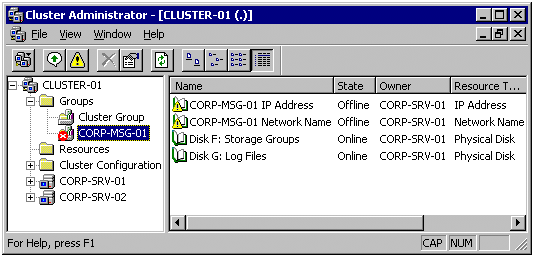 Cluster Administrator - [CLUSTER-01 (.)]
File View Window Help
CLUSTER-01
Groups
Cluster Group
CORP-MSG-01
Resources
Cluster Configuration
CORP-SRV-01
CORP-SRV-02
Name State Owner Resource T...
CORP-MSG-01 IP Address Offline CORP-SRV-01 IP Address
CORP-MSG-01 Network Name Offline CORP-SRV-01 Network Name
Disk F: Storage Groups Online CORP-SRV-01 Physical Disk
Disk G: Log Files Online CORP-SRV-01 Physical Disk
For Help, press F1 CAP NUM